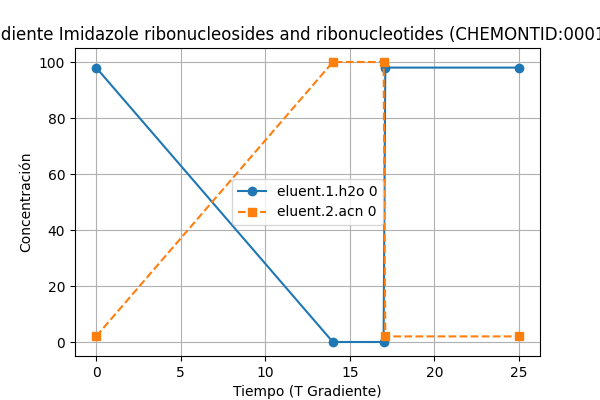 diente Imidazole ribonucleosides and ribonucleotides (CHEMONTID:0001
100
80
60
40
20
0
Concentración
eluent.1.h2o 0
eluent.2.acn 0
0 5 10 15 20 25
Tiempo (T Gradiente)